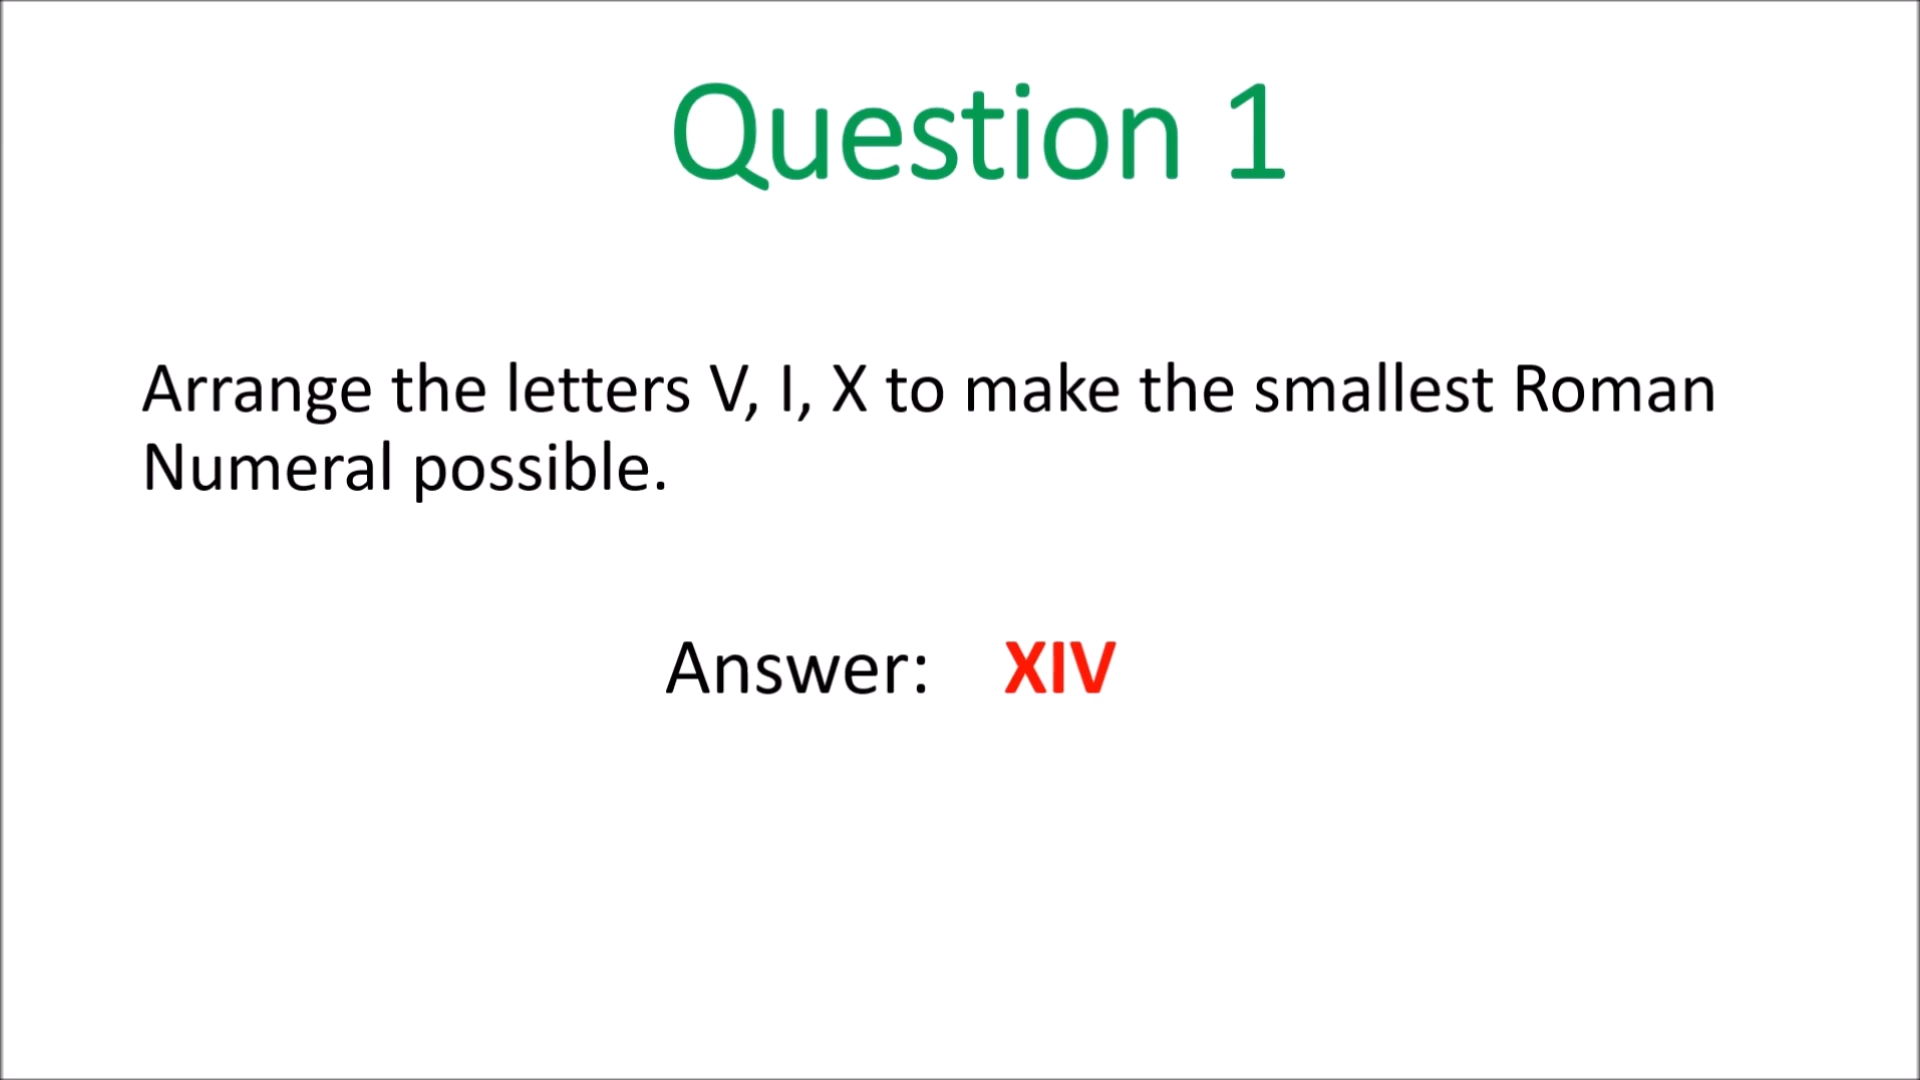 Question 1
Arrange the letters V, I, X to make the smallest Roman
Numeral possible.
Answer: XIV